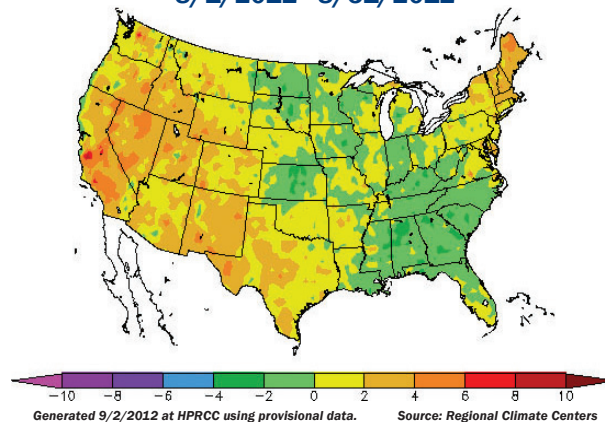 -10 -8 -6 -4 -2 0 2 4 6 8 10
Generated 9/2/2012 at HPRCC using provisional data. Source: Regional Climate Centers